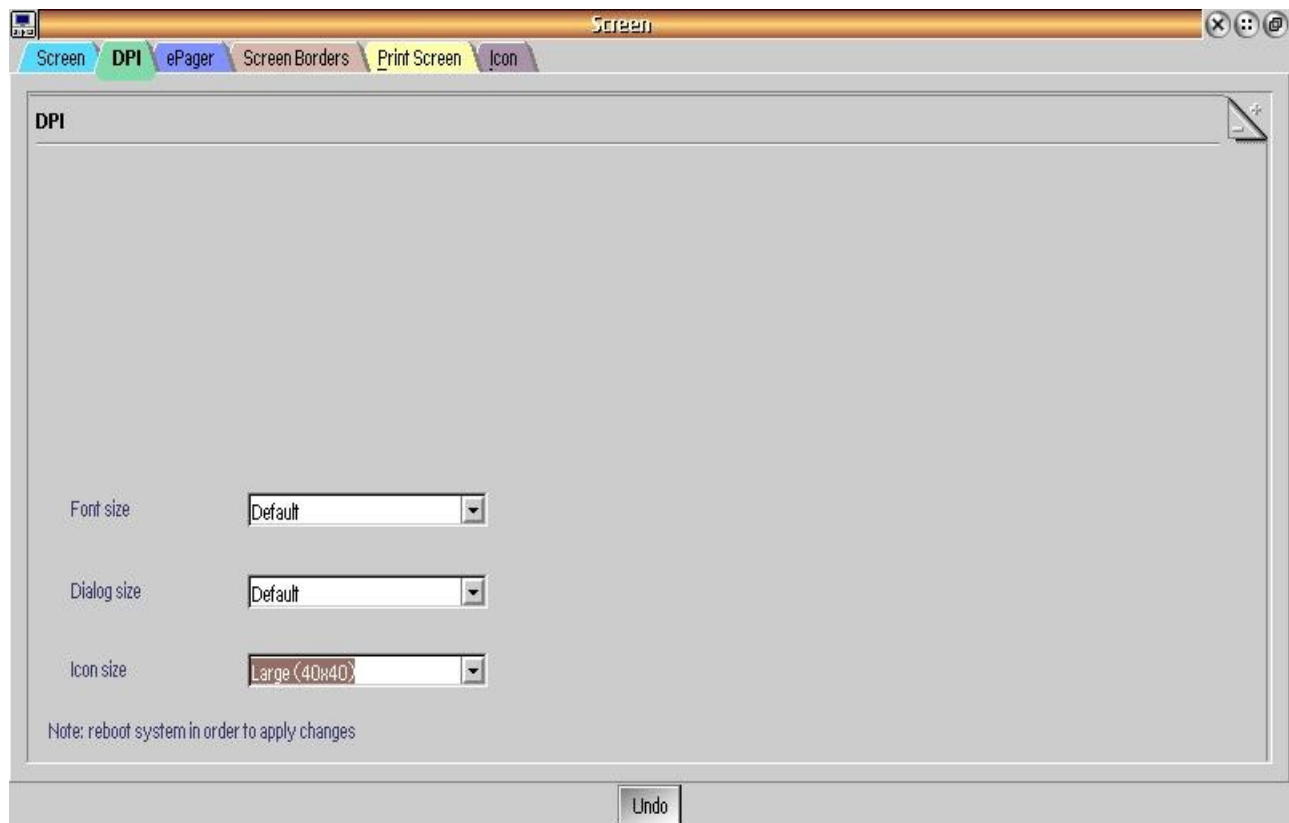 Screen
Screen DPI ePager Screen Borders Print Screen Icon
DPI
Font size Default
Dialog size Default
Icon size Large (40x40)
Note: reboot system in order to apply changes
Undo